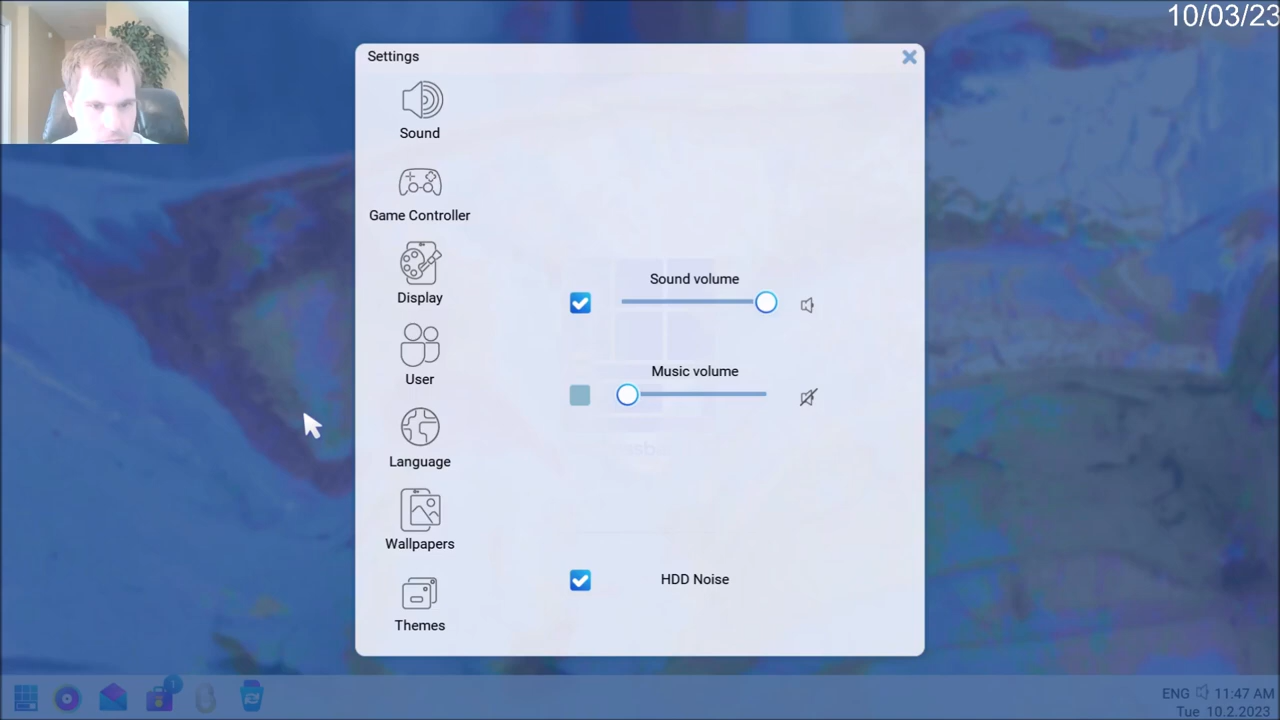 10/03/23
Settings
Sound
Game Controller
Display
User
Language
Wallpapers
Themes
Sound volume
Music volume
HDD Noise
1
ENG 11:47 AM
Tue 10.2.2023